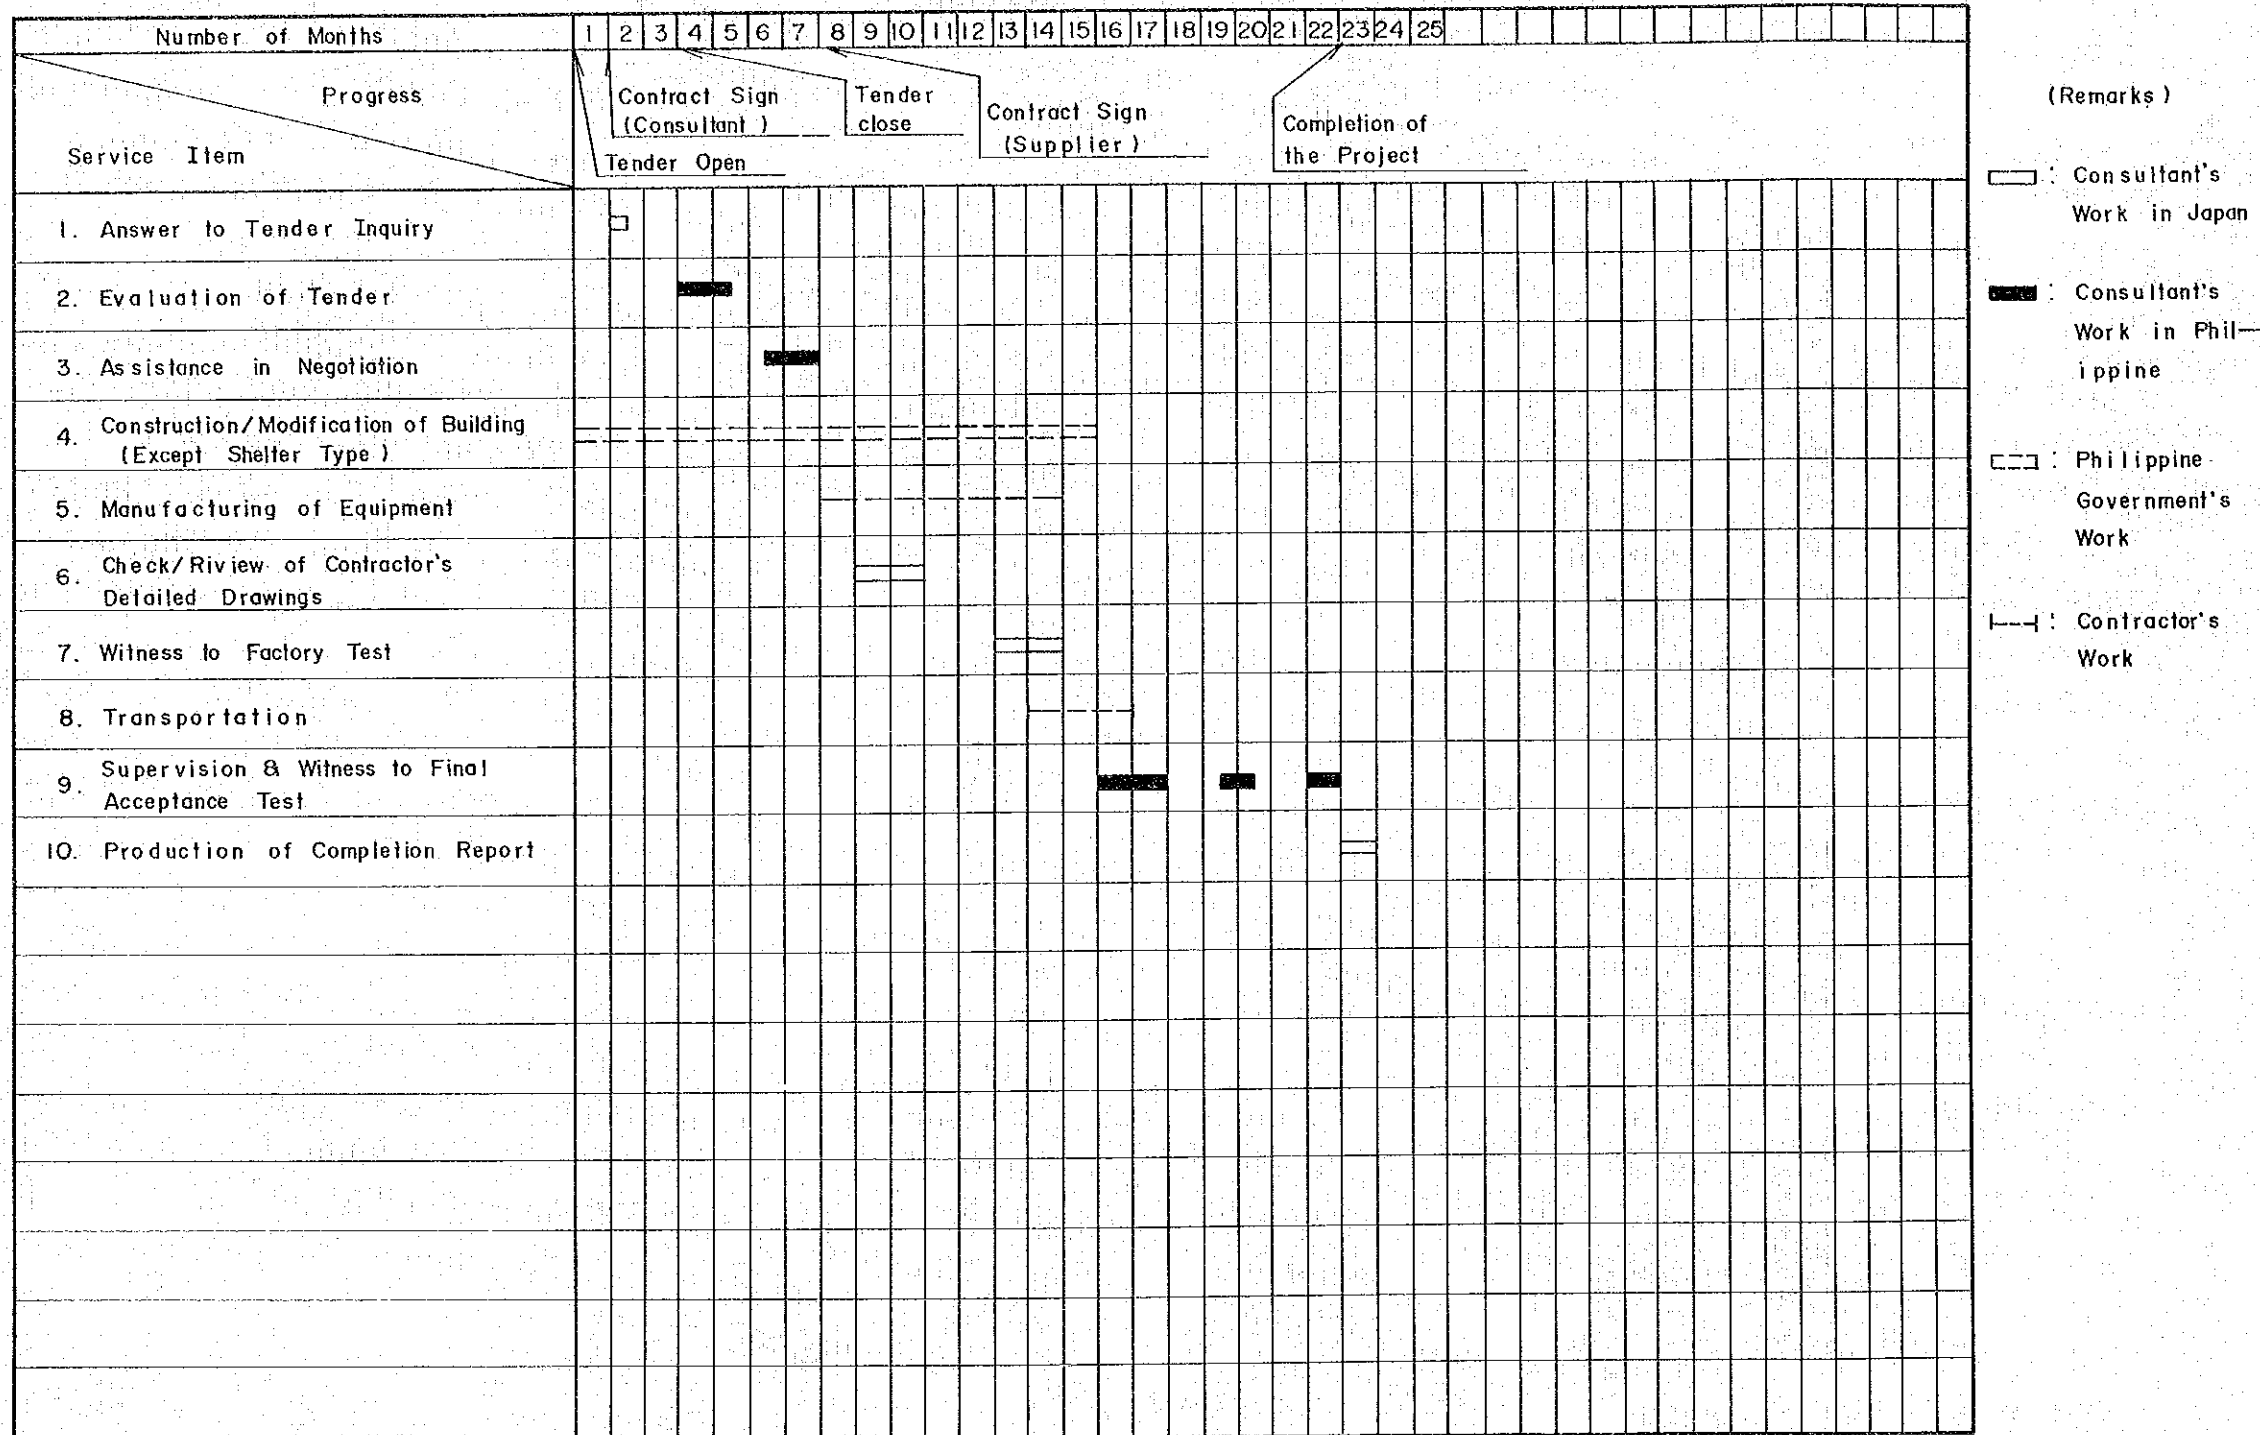 Number of Months
1 2 3 4 5 6 7 8 9 10 11 12 13 14 15 16 17 18 19 20 21 22 23 24 25
Progress
Service Item
Contract Sign
(Consultant)
Tender Open
Tender
close
Contract Sign
(Supplier)
Completion of
the Project
1. Answer to Tender Inquiry
2. Evaluation of Tender
3. Assistance in Negotiation
4. Construction/Modification of Building
(Except Shelter Type)
5. Manufacturing of Equipment
6. Check/Riview of Contractor's
Detailed Drawings
7. Witness to Factory Test
8. Transportation
9. Supervision & Witness to Final
Acceptance Test
10. Production of Completion Report
(Remarks)
: Consultant's
Work in Japan
: Consultant's
Work in Phil-
ippine
: Philippine
Government's
Work
: Contractor's
Work